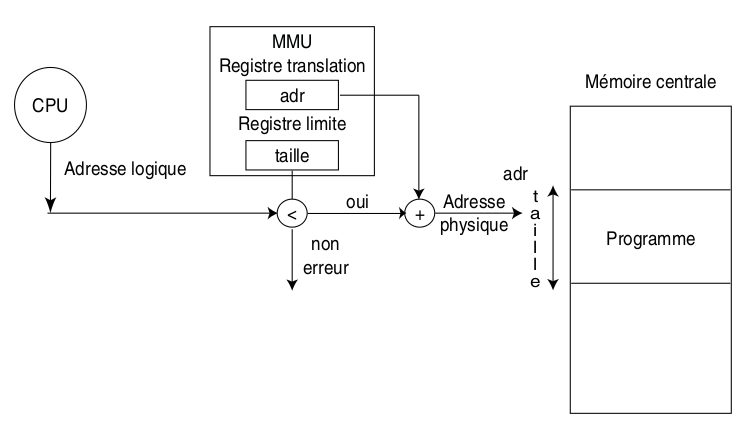 MMU
Registre translation
adr
Registre limite
taille
CPU
Adresse logique
<
oui
+
Adresse
physique
non
erreur
adr
taille
Mémoire centrale
Programme